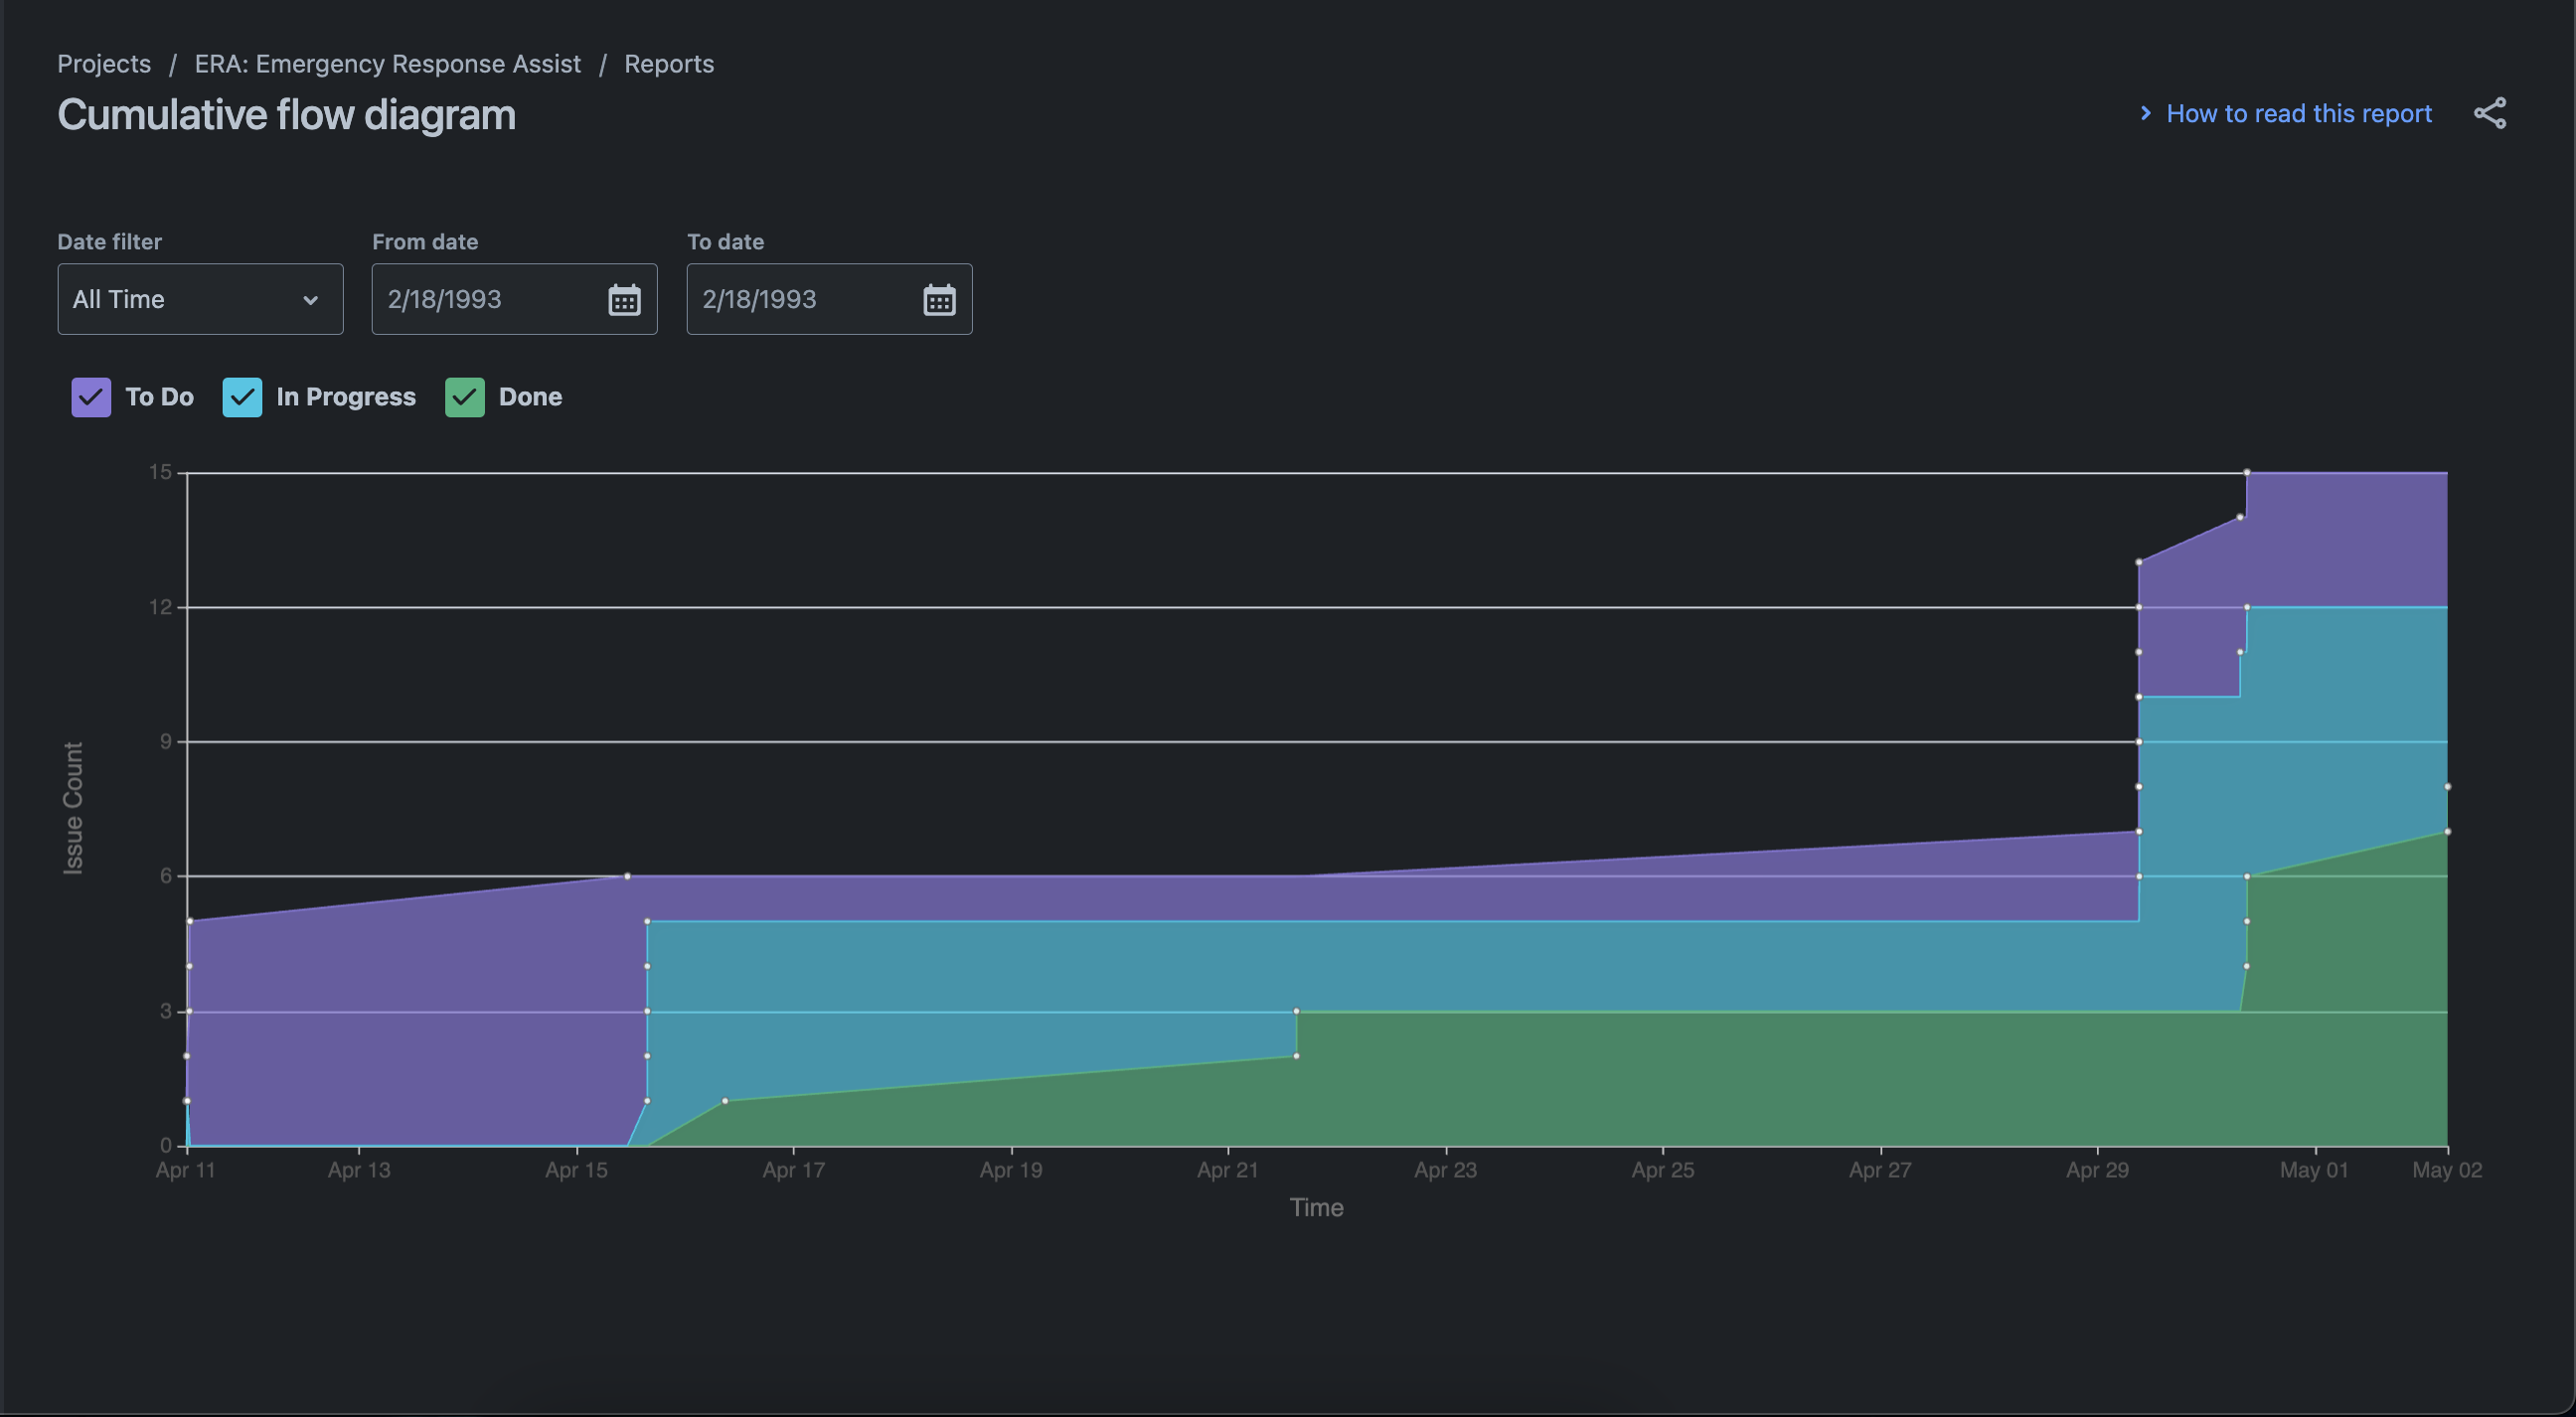 Projects / ERA: Emergency Response Assist / Reports
Cumulative flow diagram
How to read this report
Date filter
From date
To date
All Time
2/18/1993
2/18/1993
To Do
In Progress
Done
15
12
9
6
3
0
Issue Count
Apr 11
Apr 13
Apr 15
Apr 17
Apr 19
Apr 21
Apr 23
Apr 25
Apr 27
Apr 29
May 01
May 02
Time